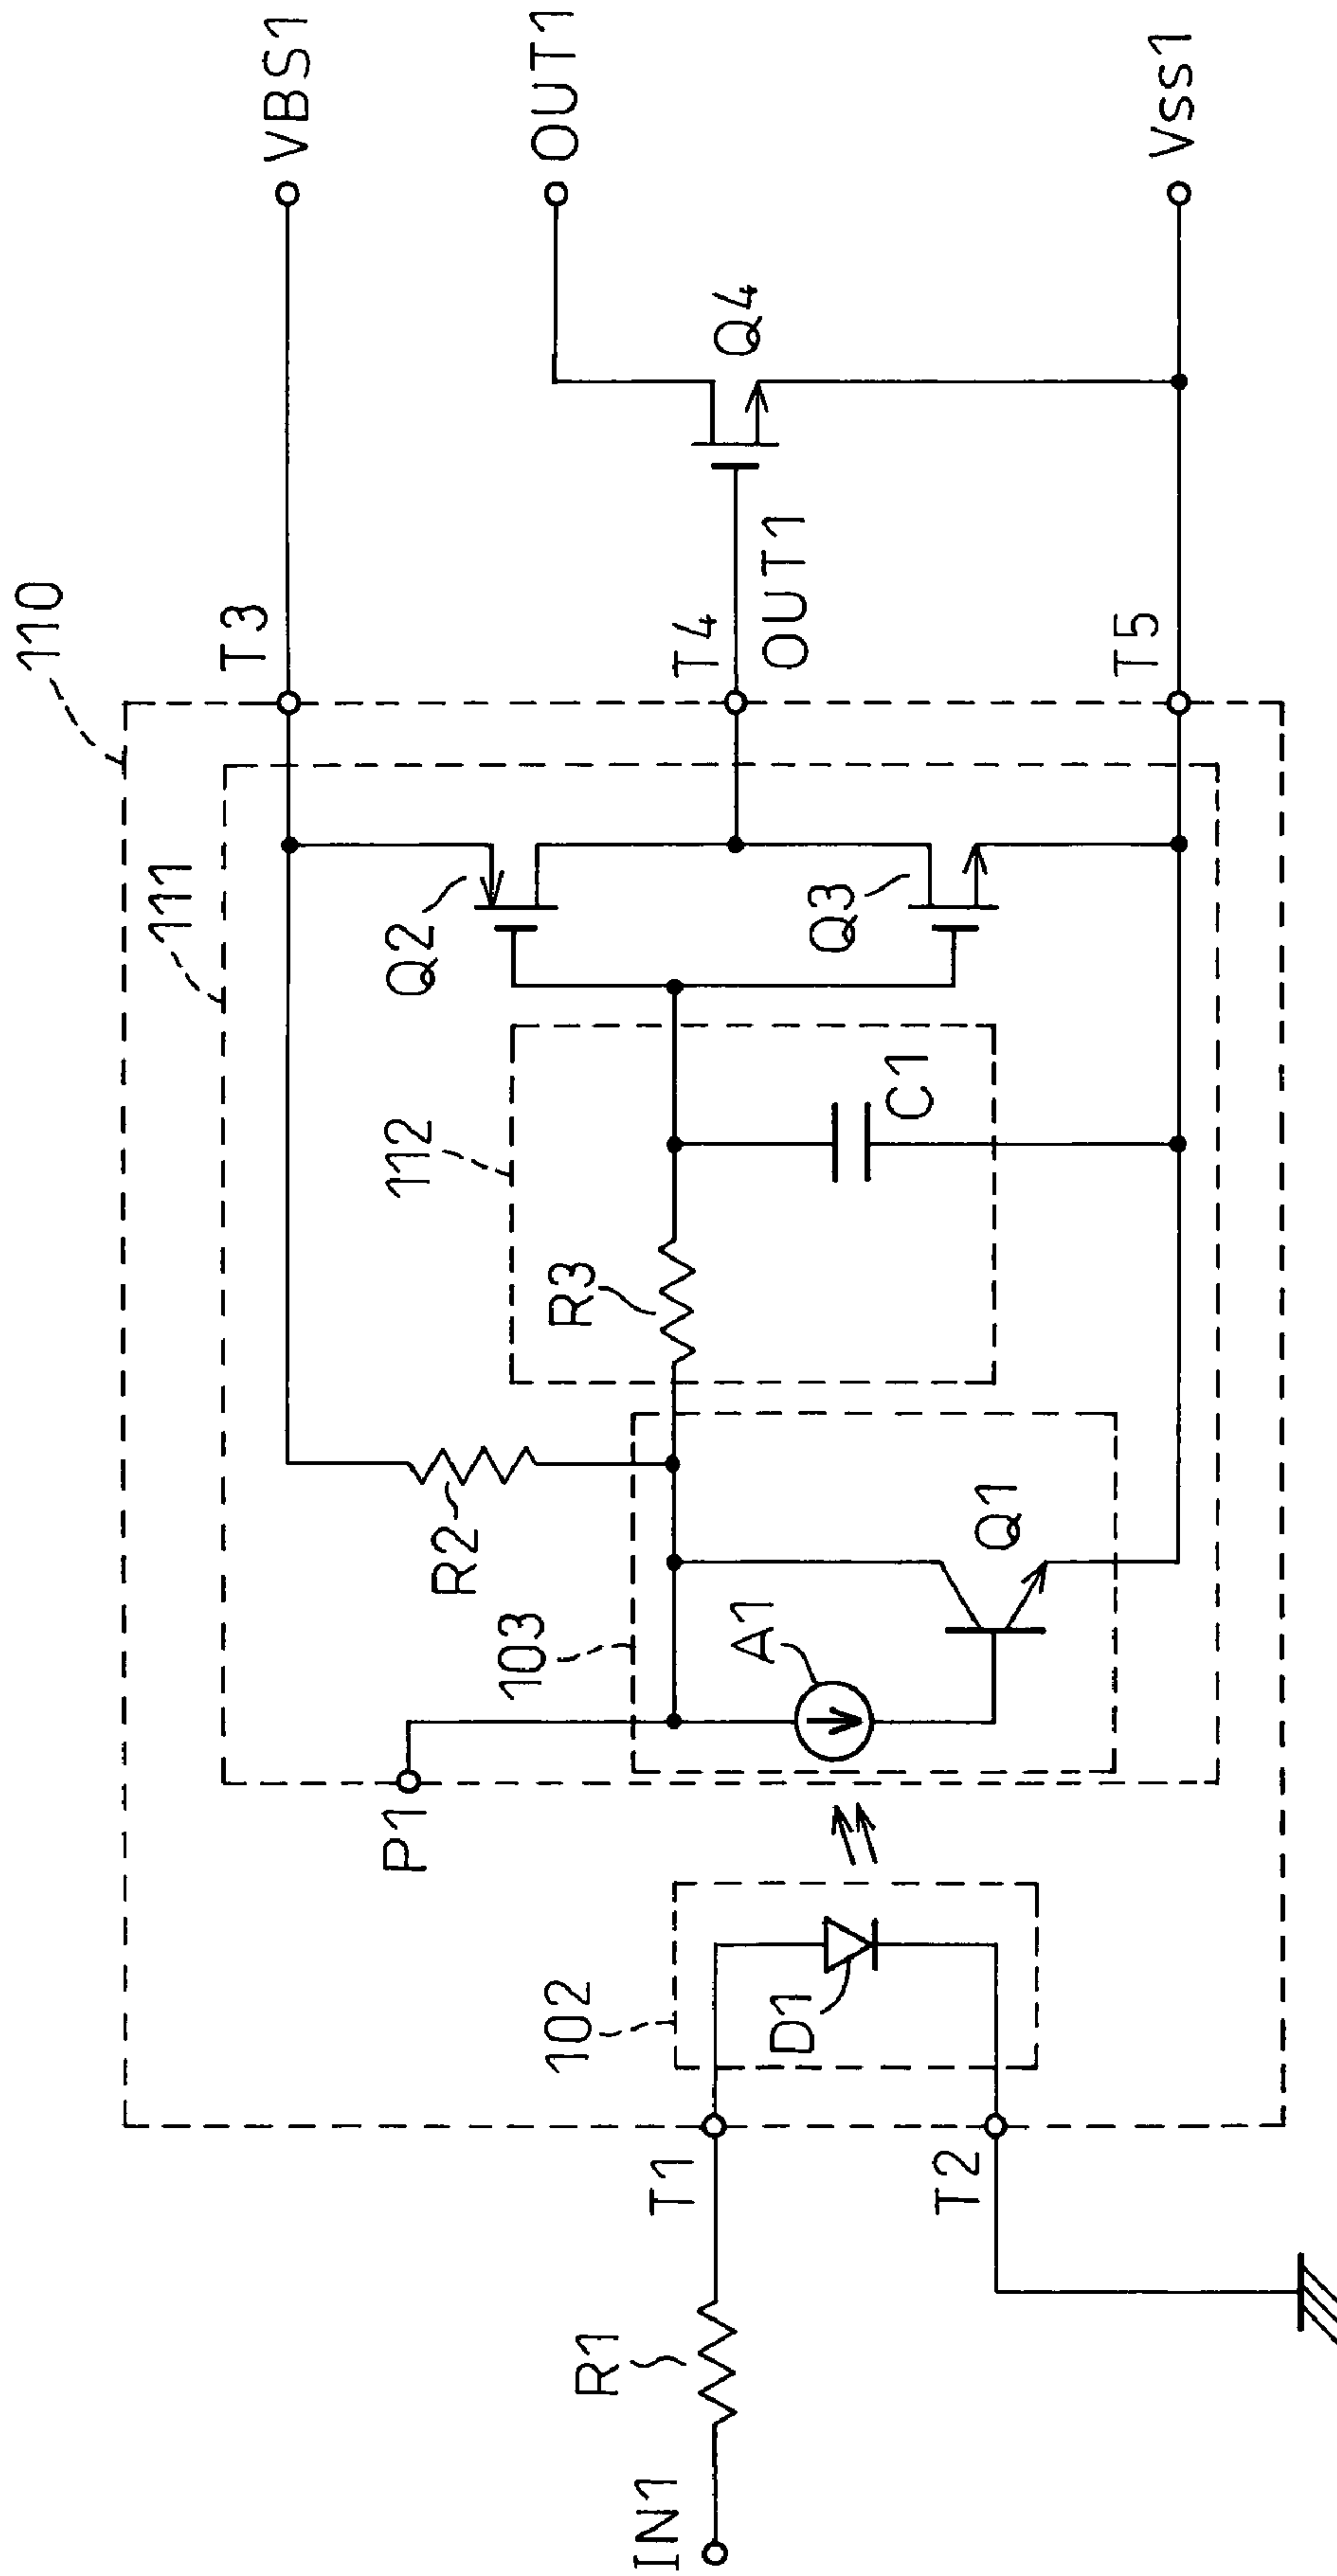 110
111
VBS1
T3
P1
R2
Q2
112
103
R3
OUT1
102
IN1
R1
T1
T4
Q4
A1
D1
OUT1
Q3
C1
T2
Q1
T5
Vss1